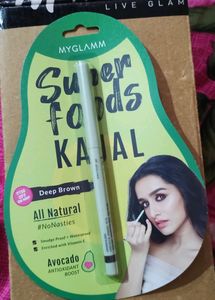 LIVE GLAM
MYGLAMM
Super
foods
KAJAL
Deep Brown
All Natural
#NoNasties
Smudge Proof + Waterproof
Enriched with Vitamin E
Avocado
ANTIOXIDANT
BOOST